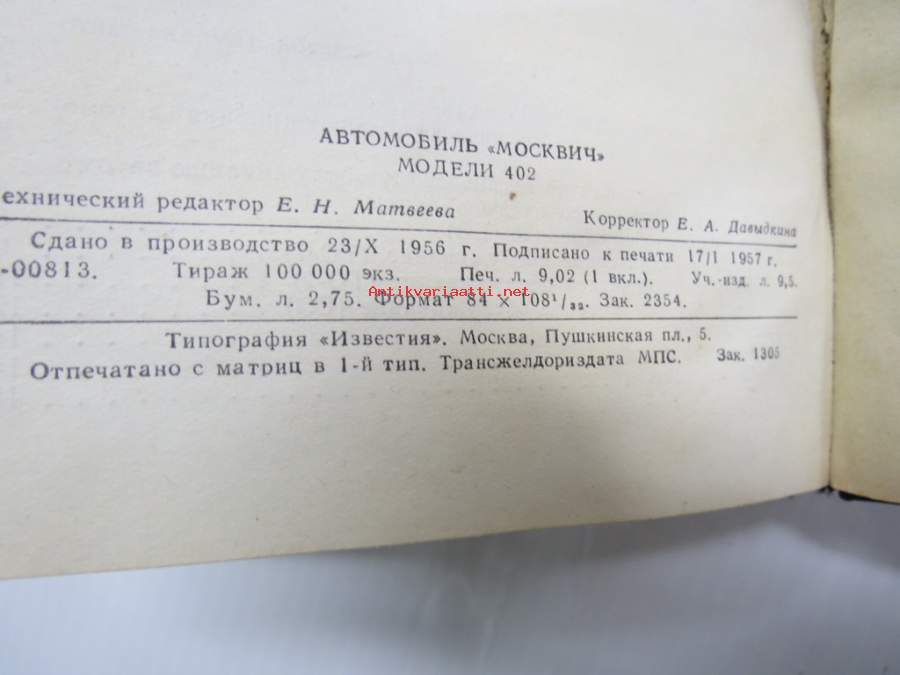 АВТОМОБИЛЬ «МОСКВИЧ»
МОДЕЛИ 402
ехнический редактор Е. Н. Матвеева Корректор Е. А. Давыдкина
Сдано в производство 23/X 1956 г. Подписано к печати 17/I 1957 г.
-00813. Тираж 100 000 экз. Печ. л. 9,02 (1 вкл.). Уч.-изд. л. 9,5.
Antikvariaatti.net
Бум. л. 2,75. Формат 84 × 108¹/₃₂. Зак. 2354.
Типография «Известия». Москва, Пушкинская пл., 5.
Отпечатано с матриц в 1-й тип. Трансжелдориздата МПС. Зак. 1305